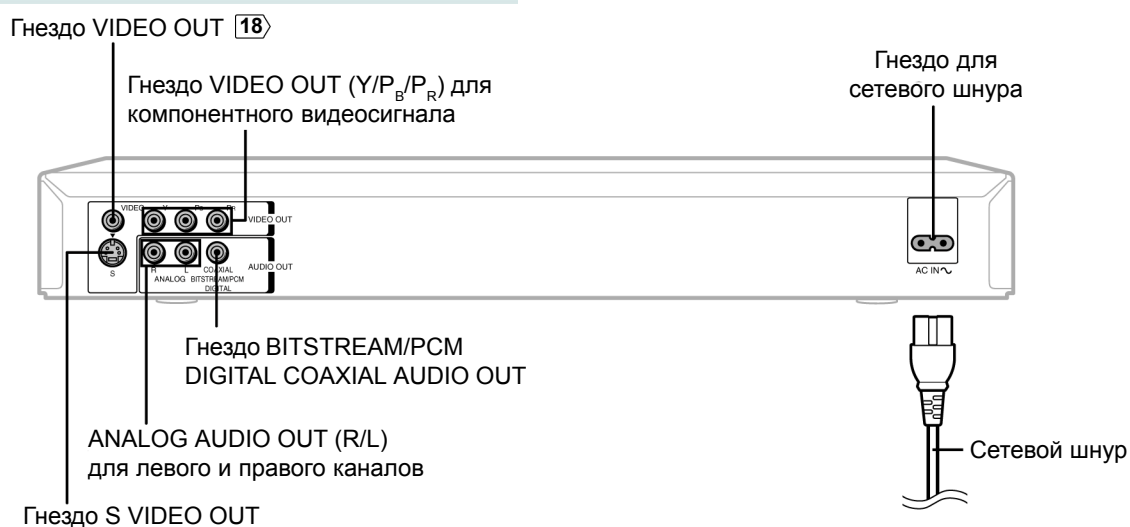 Гнездо VIDEO OUT 18
Гнездо VIDEO OUT (Y/PB/PR) для
компонентного видеосигнала
Гнездо для
сетевого шнура
VIDEO Y PB PR
VIDEO OUT
S
R L COAXIAL
AUDIO OUT
ANALOG BITSTREAM/PCM
DIGITAL
AC IN
Гнездо BITSTREAM/PCM
DIGITAL COAXIAL AUDIO OUT
ANALOG AUDIO OUT (R/L)
для левого и правого каналов
Сетевой шнур
Гнездо S VIDEO OUT